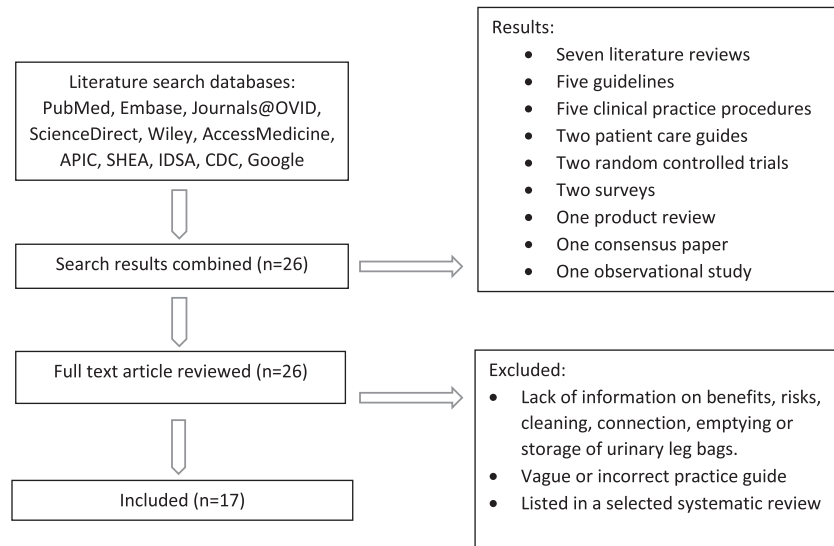 Literature search databases:
PubMed, Embase, Journals@OVID,
ScienceDirect, Wiley, AccessMedicine,
APIC, SHEA, IDSA, CDC, Google
Search results combined (n=26)
Results:
• Seven literature reviews
• Five guidelines
• Five clinical practice procedures
• Two patient care guides
• Two random controlled trials
• Two surveys
• One product review
• One consensus paper
• One observational study
Full text article reviewed (n=26)
Excluded:
• Lack of information on benefits, risks,
cleaning, connection, emptying or
storage of urinary leg bags.
• Vague or incorrect practice guide
• Listed in a selected systematic review
Included (n=17)